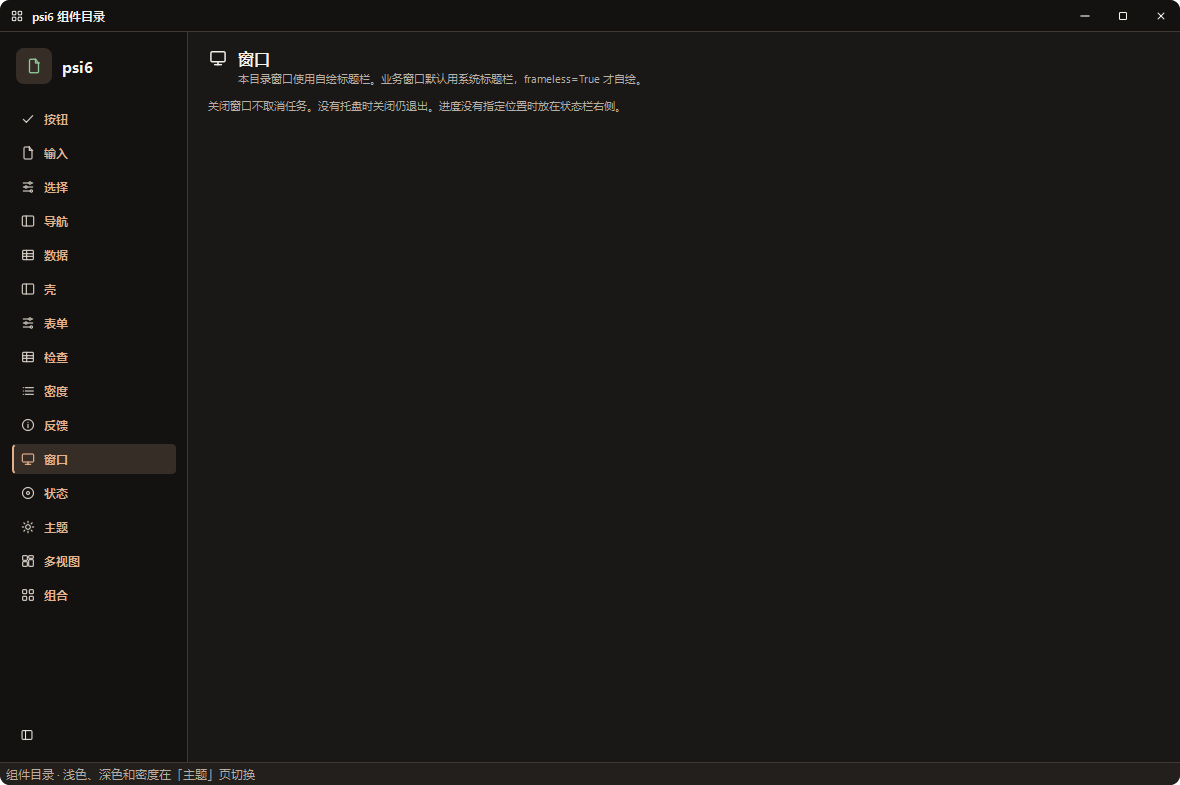 psi6 组件目录
psi6
按钮
输入
选择
导航
数据
壳
表单
检查
密度
反馈
窗口
状态
主题
多视图
组合
窗口
本目录窗口使用自绘标题栏。业务窗口默认用系统标题栏，frameless=True 才自绘。
关闭窗口不取消任务。没有托盘时关闭仍退出。进度没有指定位置时放在状态栏右侧。
组件目录 · 浅色、深色和密度在「主题」页切换